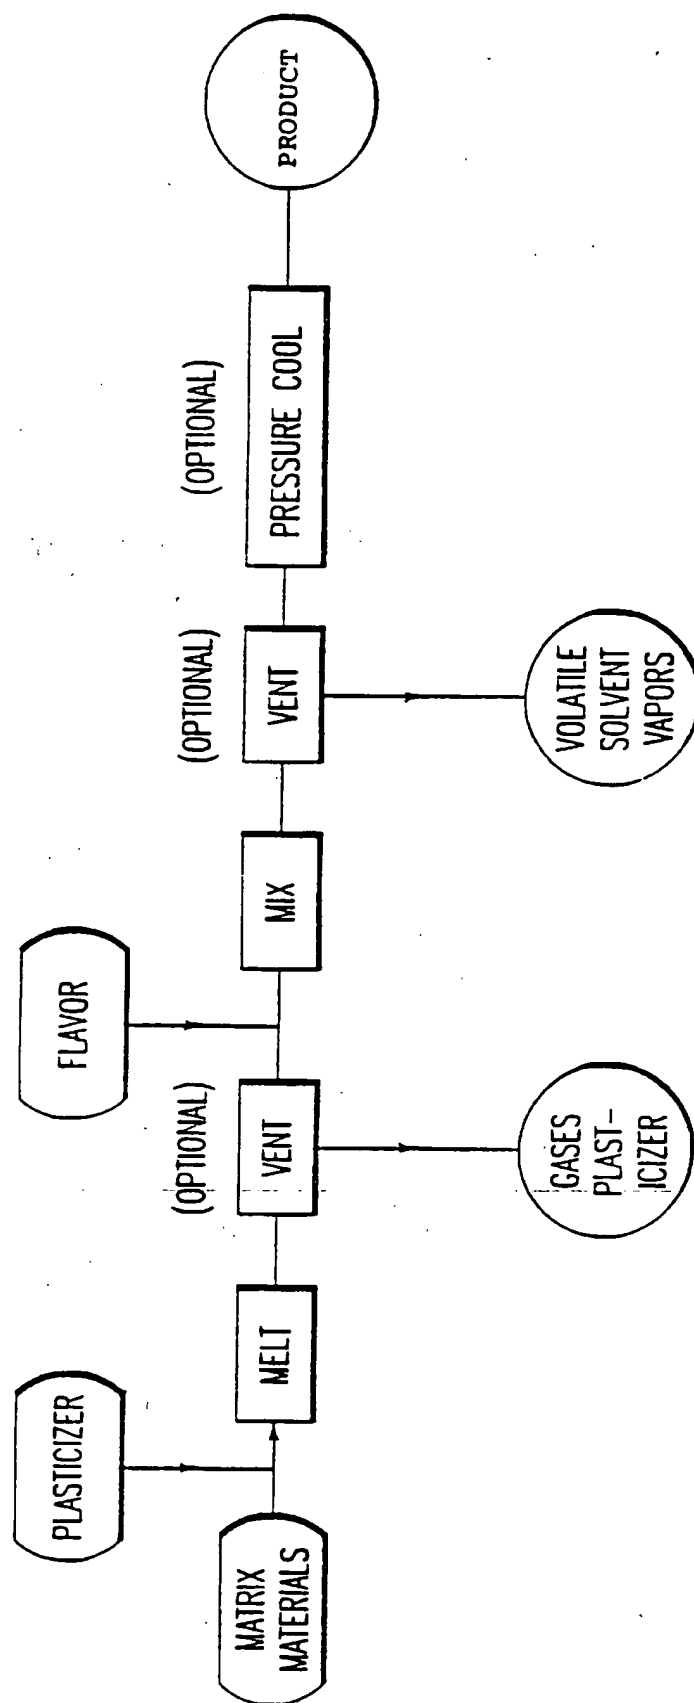 PLASTICIZER
MATRIX
MATERIALS
MELT
(OPTIONAL)
VENT
GASES
PLAST-
ICIZER
FLAVOR
MIX
(OPTIONAL)
VENT
VOLATILE
SOLVENT
VAPORS
(OPTIONAL)
PRESSURE COOL
PRODUCT